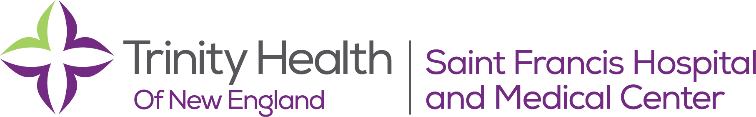 Trinity Health
Of New England
Saint Francis Hospital
and Medical Center